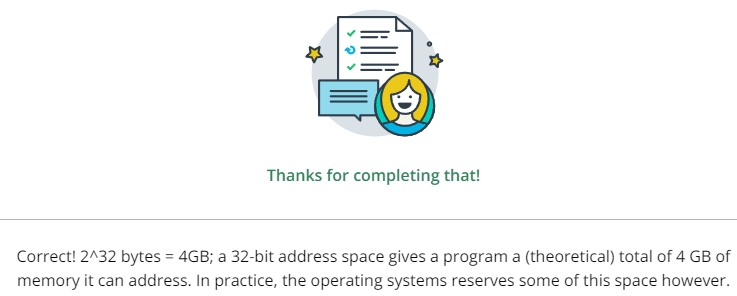 Thanks for completing that!
Correct! 2^32 bytes = 4GB; a 32-bit address space gives a program a (theoretical) total of 4 GB of
memory it can address. In practice, the operating systems reserves some of this space however.